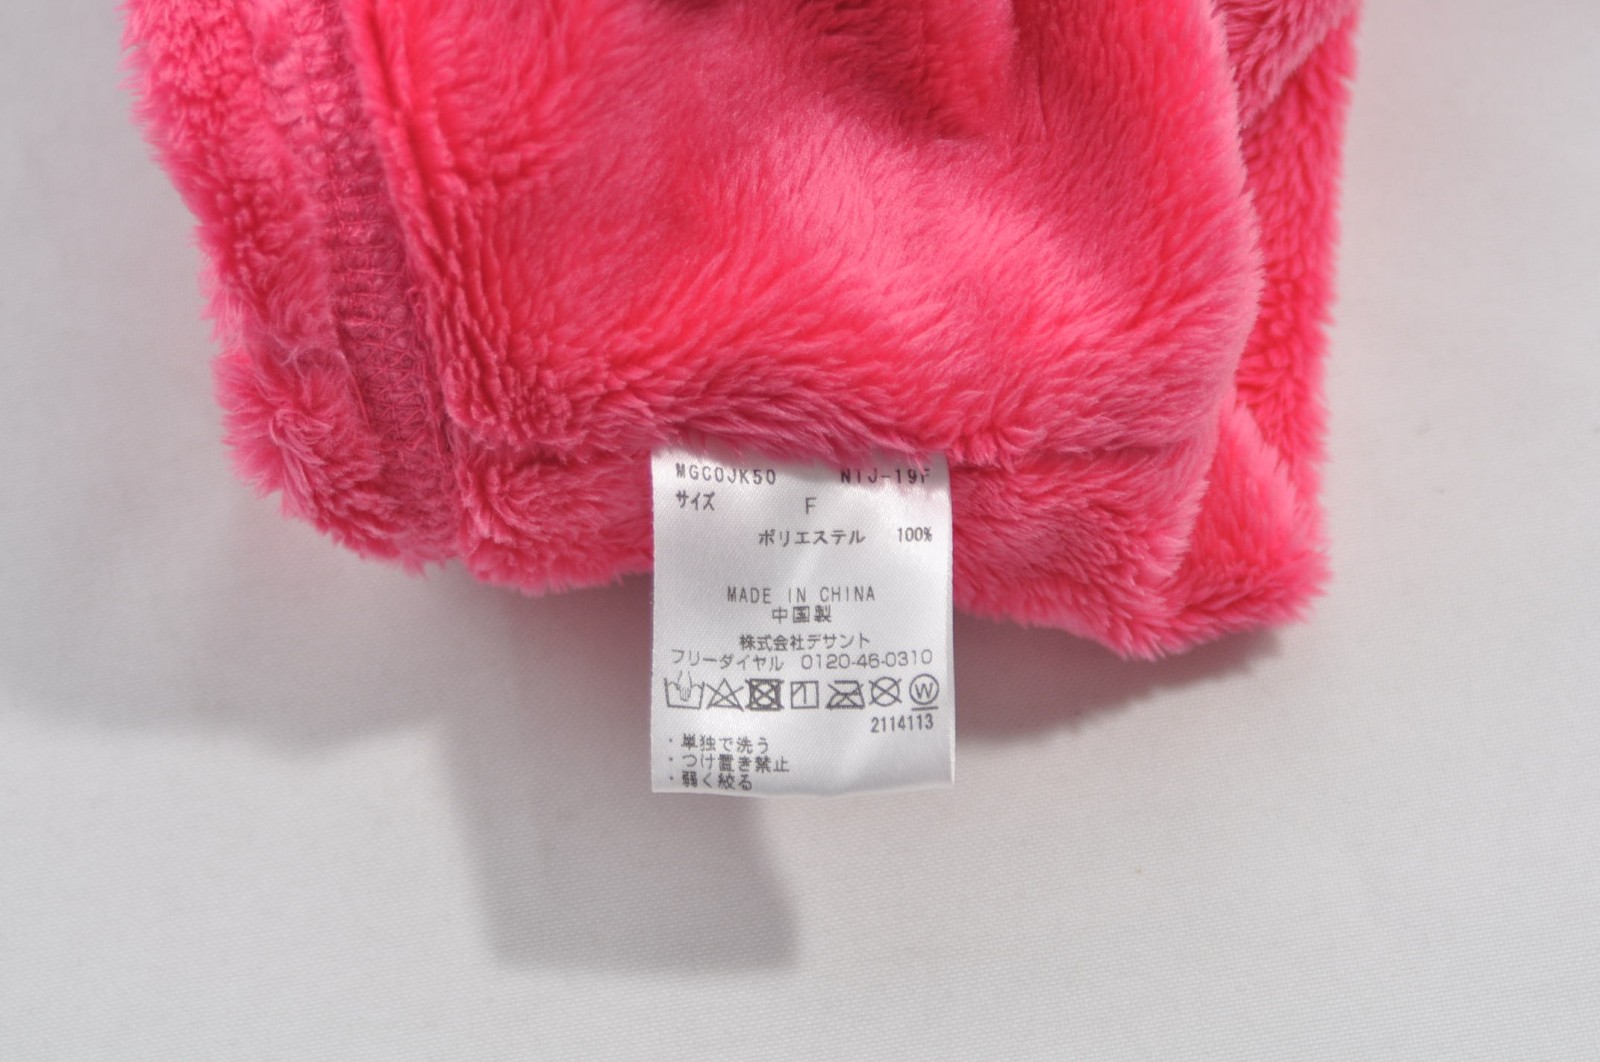 MGC0JK50 NTJ-19F
サイズ F
ポリエステル 100%
MADE IN CHINA
中国製
株式会社デサント
フリーダイヤル 0120-46-0310
W
2114113
・単独で洗う
・つけ置き禁止
・弱く絞る